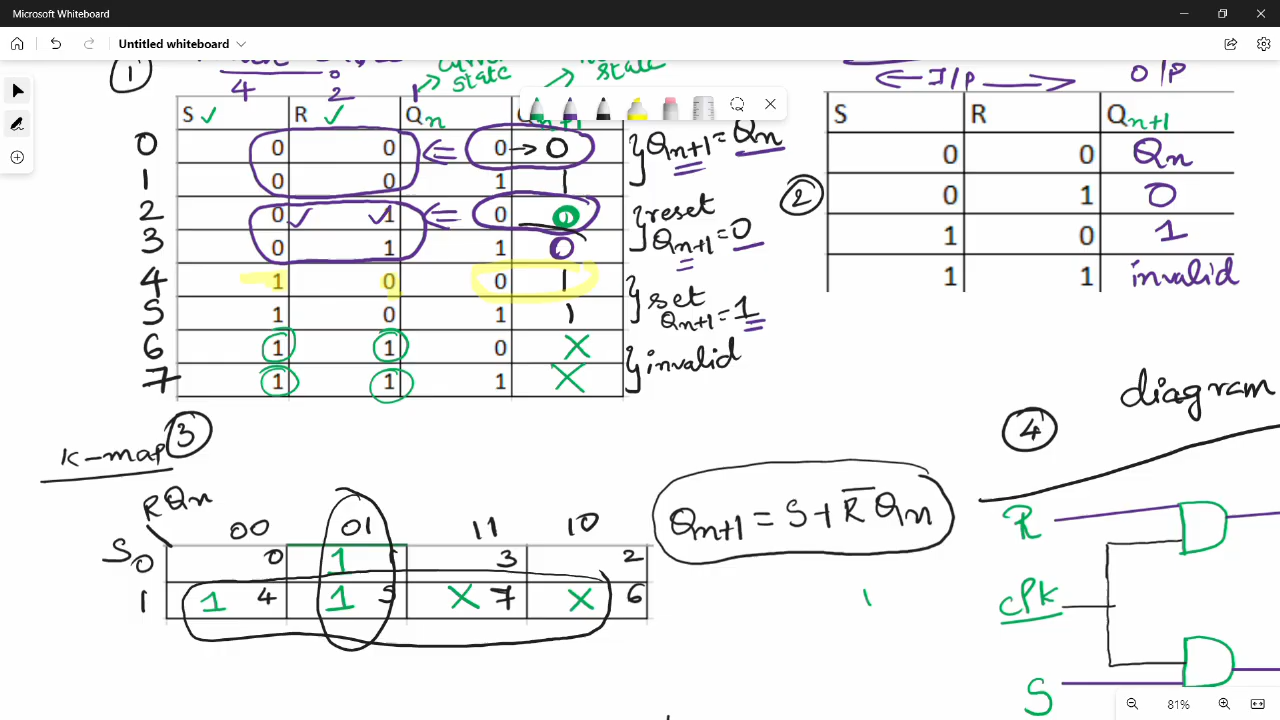 Microsoft Whiteboard
Untitled whiteboard
1
4 2
state
state
S R Qn Qn+1
0 0 0 0 → 0
1 0 0 1 1
2 0 1 0 0
3 0 1 1 0
4 1 0 0 1
5 1 0 1 1
6 1 1 0 X
7 1 1 1 X
} Qn+1 = Qn
} reset
Qn+1 = 0
} set
Qn+1 = 1
} invalid
I/P O/P
2
S R Qn+1
0 0 Qn
0 1 0
1 0 1
1 1 invalid
3
K-map
RQn
00 01 11 10
S 0 0 1 1 3 2
1 1 4 1 5 X 7 X 6
Qn+1 = S + R̅ Qn
4 diagram
R
clk
S
81%